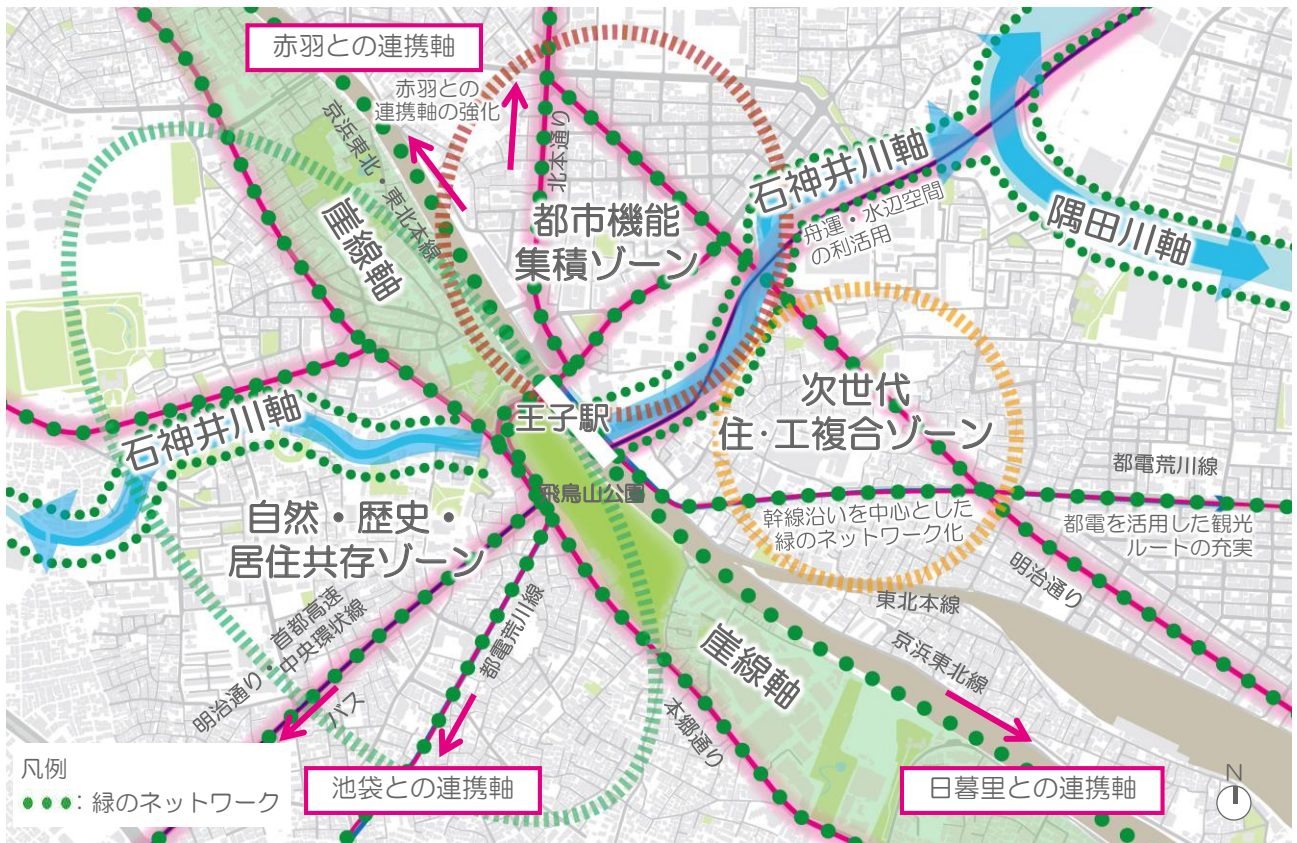 赤羽との連携軸
赤羽との
連携軸の強化
京浜東北・東北本線
北本通り
崖線軸
都市機能
集積ゾーン
石神井川軸
舟運・水辺空間
の利活用
隅田川軸
王子駅
次世代
住・工複合ゾーン
石神井川軸
自然・歴史・
居住共存ゾーン
飛鳥山公園
都電荒川線
幹線沿いを中心とした
緑のネットワーク化
都電を活用した観光
ルートの充実
明治通り
東北本線
京浜東北線
崖線軸
首都高速
・中央環状線
明治通り
バス
都電荒川線
本郷通り
池袋との連携軸
日暮里との連携軸
凡例
：緑のネットワーク
N